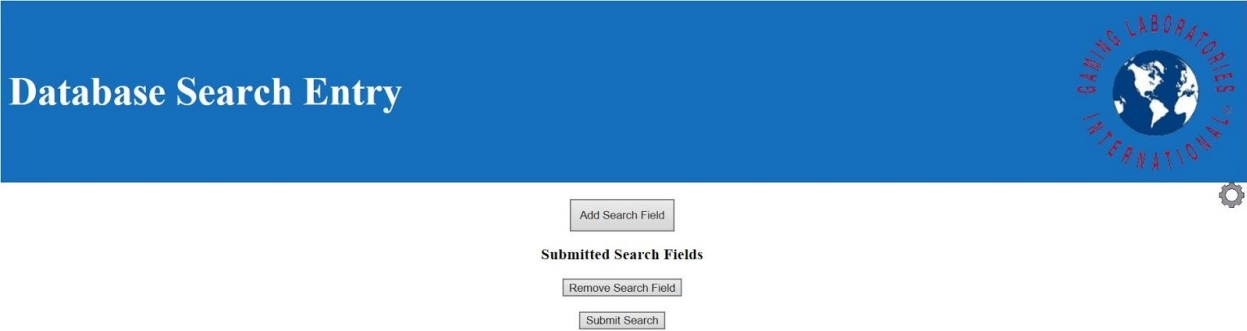 Database Search Entry
GAMING LABORATORIES
INTERNATIONAL
Add Search Field
Submitted Search Fields
Remove Search Field
Submit Search